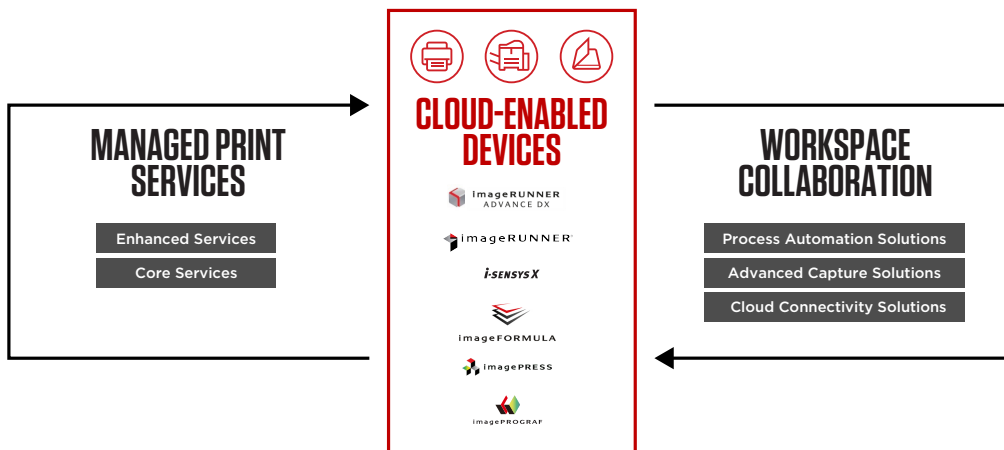 MANAGED PRINT
SERVICES
Enhanced Services
Core Services
CLOUD-ENABLED
DEVICES
imageRUNNER
ADVANCE DX
imageRUNNER
i-SENSYS X
imageFORMULA
imagePRESS
imagePROGRAF
WORKSPACE
COLLABORATION
Process Automation Solutions
Advanced Capture Solutions
Cloud Connectivity Solutions